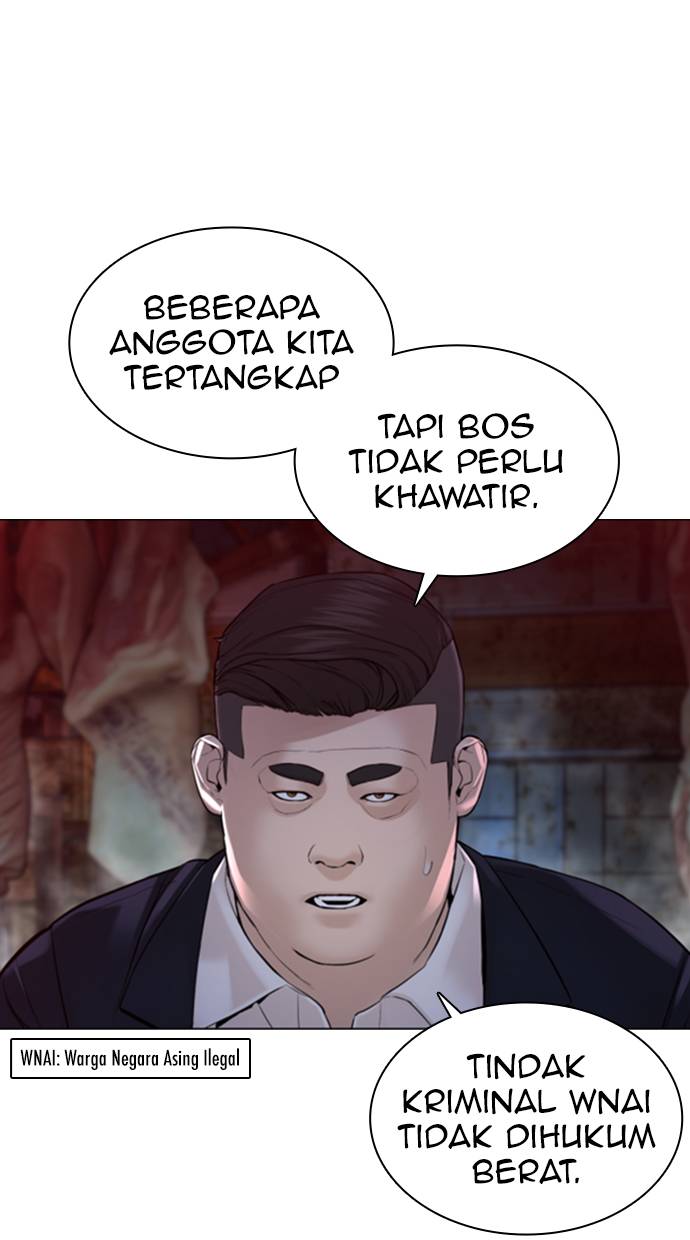 BEBERAPA
ANGGOTA KITA
TERTANGKAP
TAPI BOS
TIDAK PERLU
KHAWATIR.
WNAI: Warga Negara Asing Ilegal
TINDAK
KRIMINAL WNAI
TIDAK DIHUKUM
BERAT.